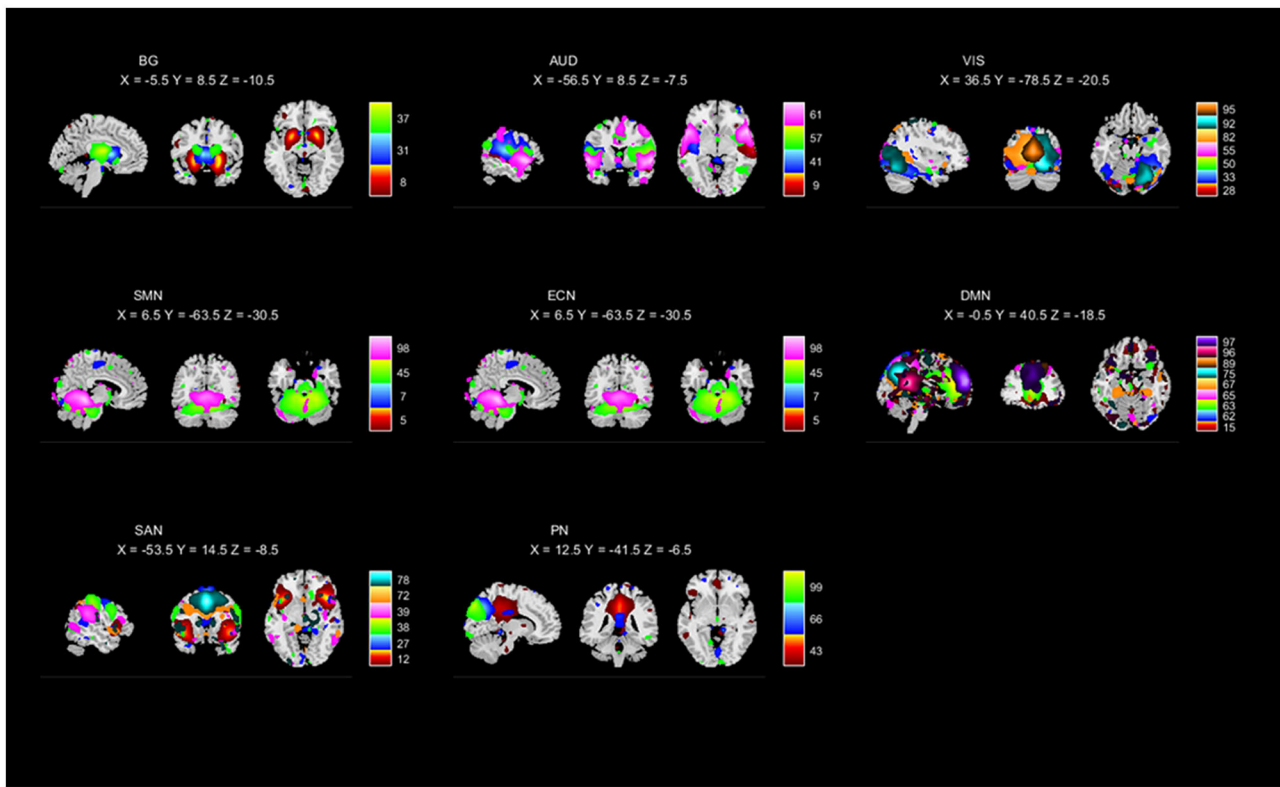 BG
X = -5.5 Y = 8.5 Z = -10.5
37
31
8
AUD
X = -56.5 Y = 8.5 Z = -7.5
61
57
41
9
VIS
X = 36.5 Y = -78.5 Z = -20.5
95
92
82
55
50
33
28
SMN
X = 6.5 Y = -63.5 Z = -30.5
98
45
7
5
ECN
X = 6.5 Y = -63.5 Z = -30.5
98
45
7
5
DMN
X = -0.5 Y = 40.5 Z = -18.5
97
96
89
75
67
65
63
62
15
SAN
X = -53.5 Y = 14.5 Z = -8.5
78
72
39
38
27
12
PN
X = 12.5 Y = -41.5 Z = -6.5
99
66
43